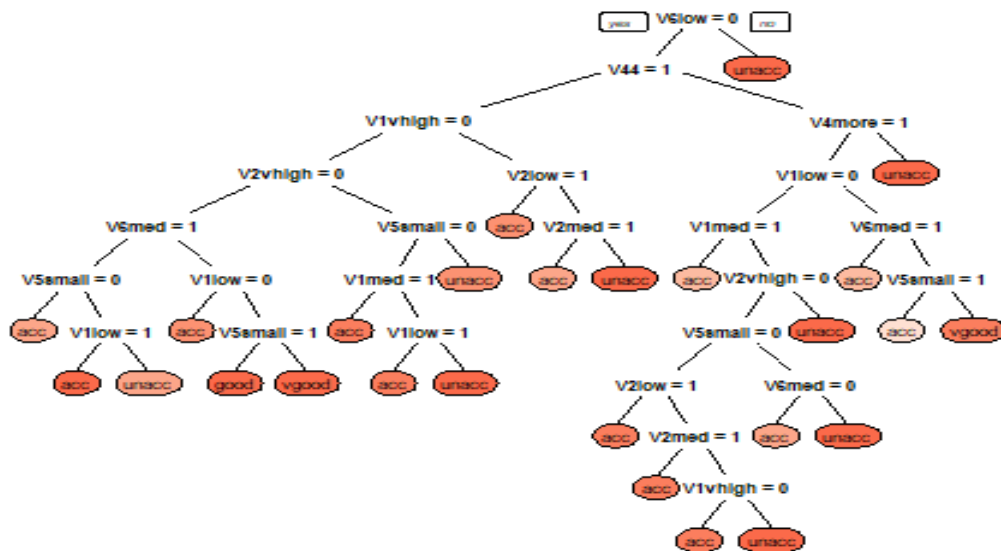 yes V6low = 0 no
V44 = 1 unacc
V1vhigh = 0 V4more = 1
V2vhigh = 0 V2low = 1 V1low = 0 unacc
V6med = 1 V5small = 0 acc V2med = 1 V1med = 1 V6med = 1
V5small = 0 V1low = 0 V1med = 1 unacc acc unacc acc V2vhigh = 0 acc V5small = 1
acc V1low = 1 acc V5small = 1 acc V1low = 1 V5small = 0 unacc acc vgood
acc unacc good vgood acc unacc V2low = 1 V6med = 0
acc V2med = 1 acc unacc
acc V1vhigh = 0
acc unacc